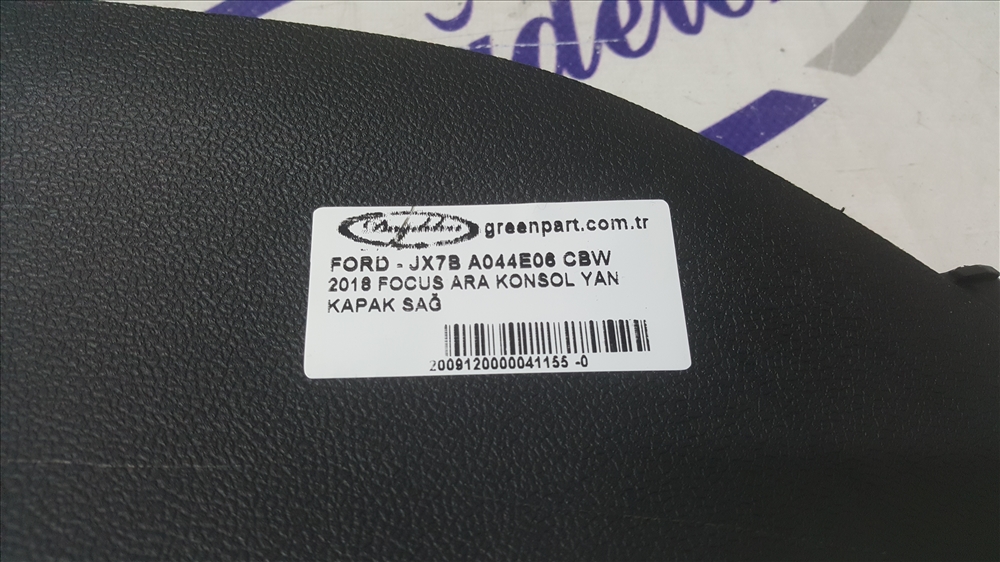 greenpart.com.tr
FORD - JX7B A044E06 CBW
2018 FOCUS ARA KONSOL YAN
KAPAK SAĞ
2009120000041155 -0